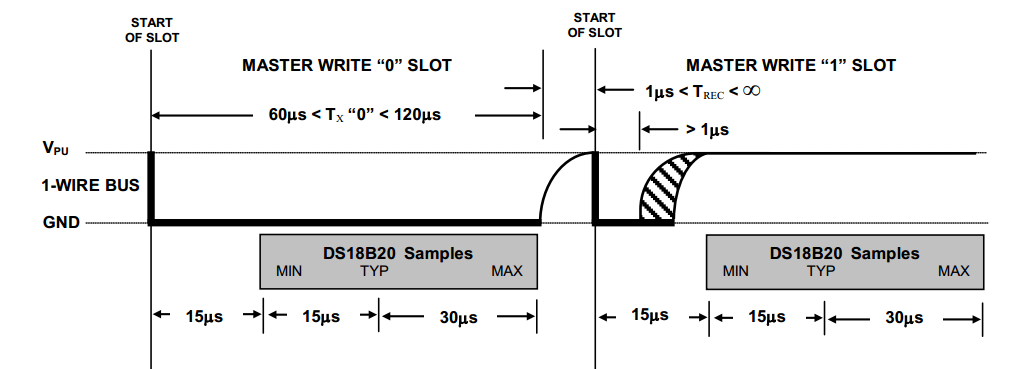 START
OF SLOT
START
OF SLOT
MASTER WRITE “0” SLOT
MASTER WRITE “1” SLOT
1μs < TREC < ∞
60μs < TX “0” < 120μs
> 1μs
VPU
1-WIRE BUS
GND
DS18B20 Samples
MIN TYP MAX
DS18B20 Samples
MIN TYP MAX
15μs 15μs 30μs
15μs 15μs 30μs